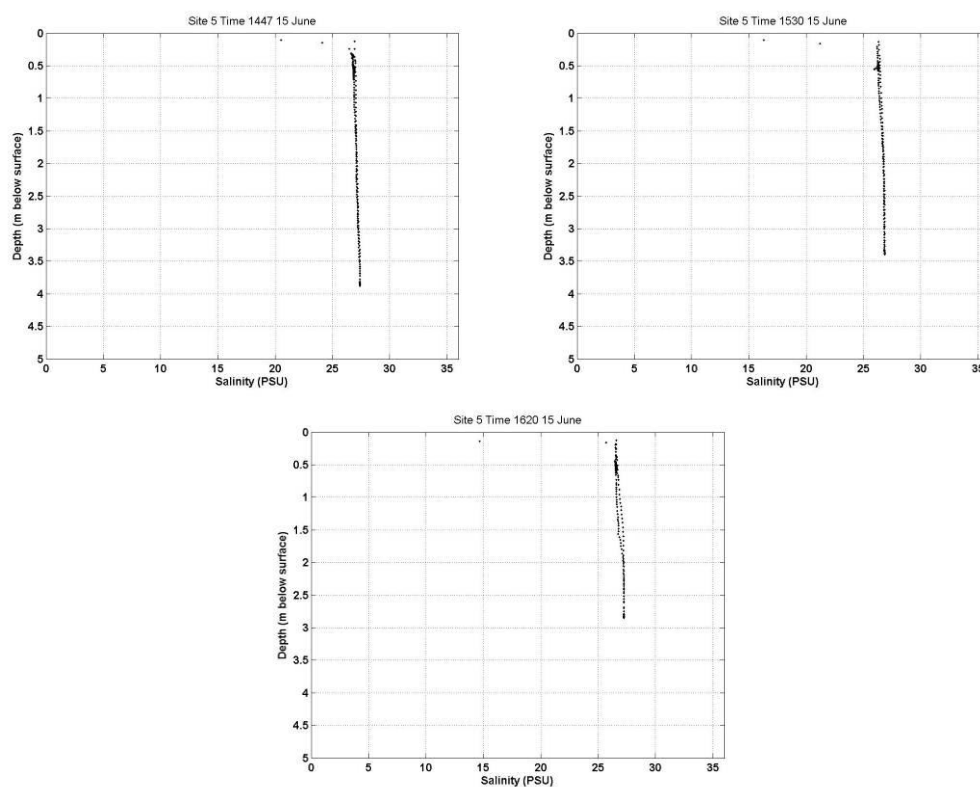 Site 5 Time 1447 15 June
0
0.5
1
1.5
2
2.5
3
3.5
4
4.5
5
Depth (m below surface)
0 5 10 15 20 25 30 35
Salinity (PSU)
Site 5 Time 1530 15 June
0
0.5
1
1.5
2
2.5
3
3.5
4
4.5
5
Depth (m below surface)
0 5 10 15 20 25 30 35
Salinity (PSU)
Site 5 Time 1620 15 June
0
0.5
1
1.5
2
2.5
3
3.5
4
4.5
5
Depth (m below surface)
0 5 10 15 20 25 30 35
Salinity (PSU)